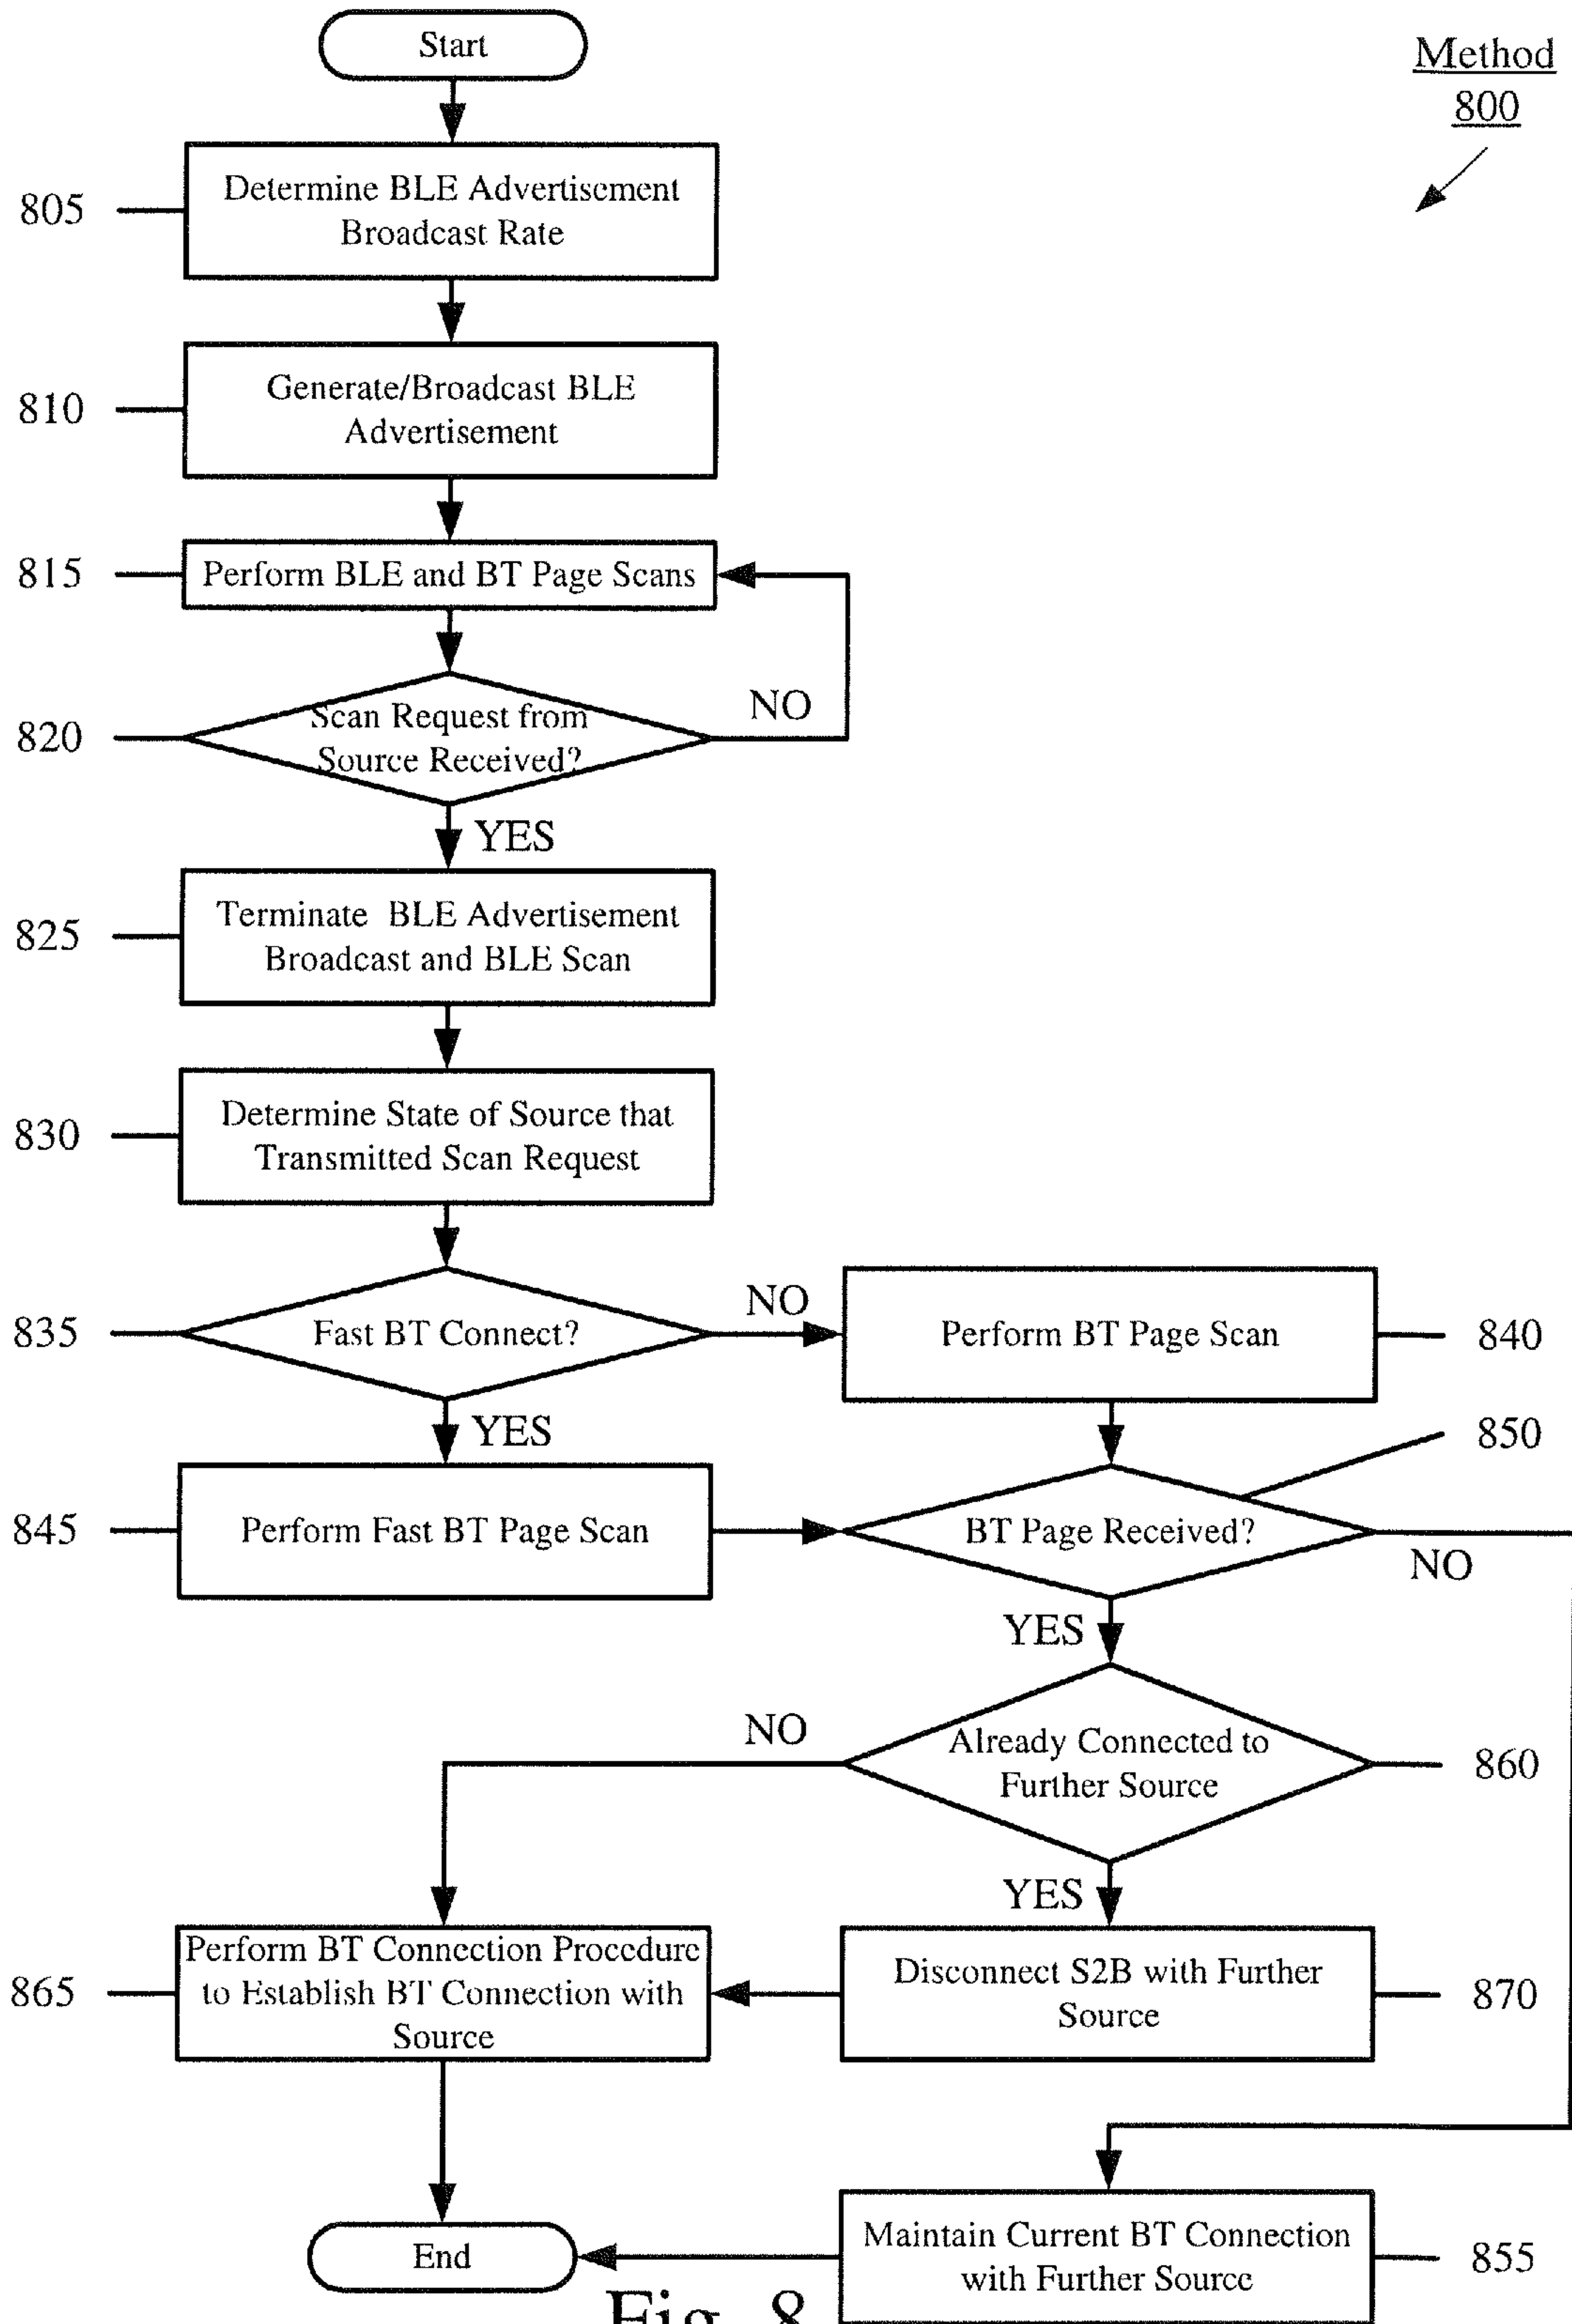 Start
Method
800
805
Determine BLE Advertisement
Broadcast Rate
810
Generate/Broadcast BLE
Advertisement
815
Perform BLE and BT Page Scans
820
Scan Request from
Source Received?
NO
YES
825
Terminate BLE Advertisement
Broadcast and BLE Scan
830
Determine State of Source that
Transmitted Scan Request
835
Fast BT Connect?
NO
Perform BT Page Scan
840
YES
850
845
Perform Fast BT Page Scan
BT Page Received?
NO
YES
NO
Already Connected to
Further Source
860
YES
865
Perform BT Connection Procedure
to Establish BT Connection with
Source
Disconnect S2B with Further
Source
870
End
Maintain Current BT Connection
with Further Source
855
Fig. 8